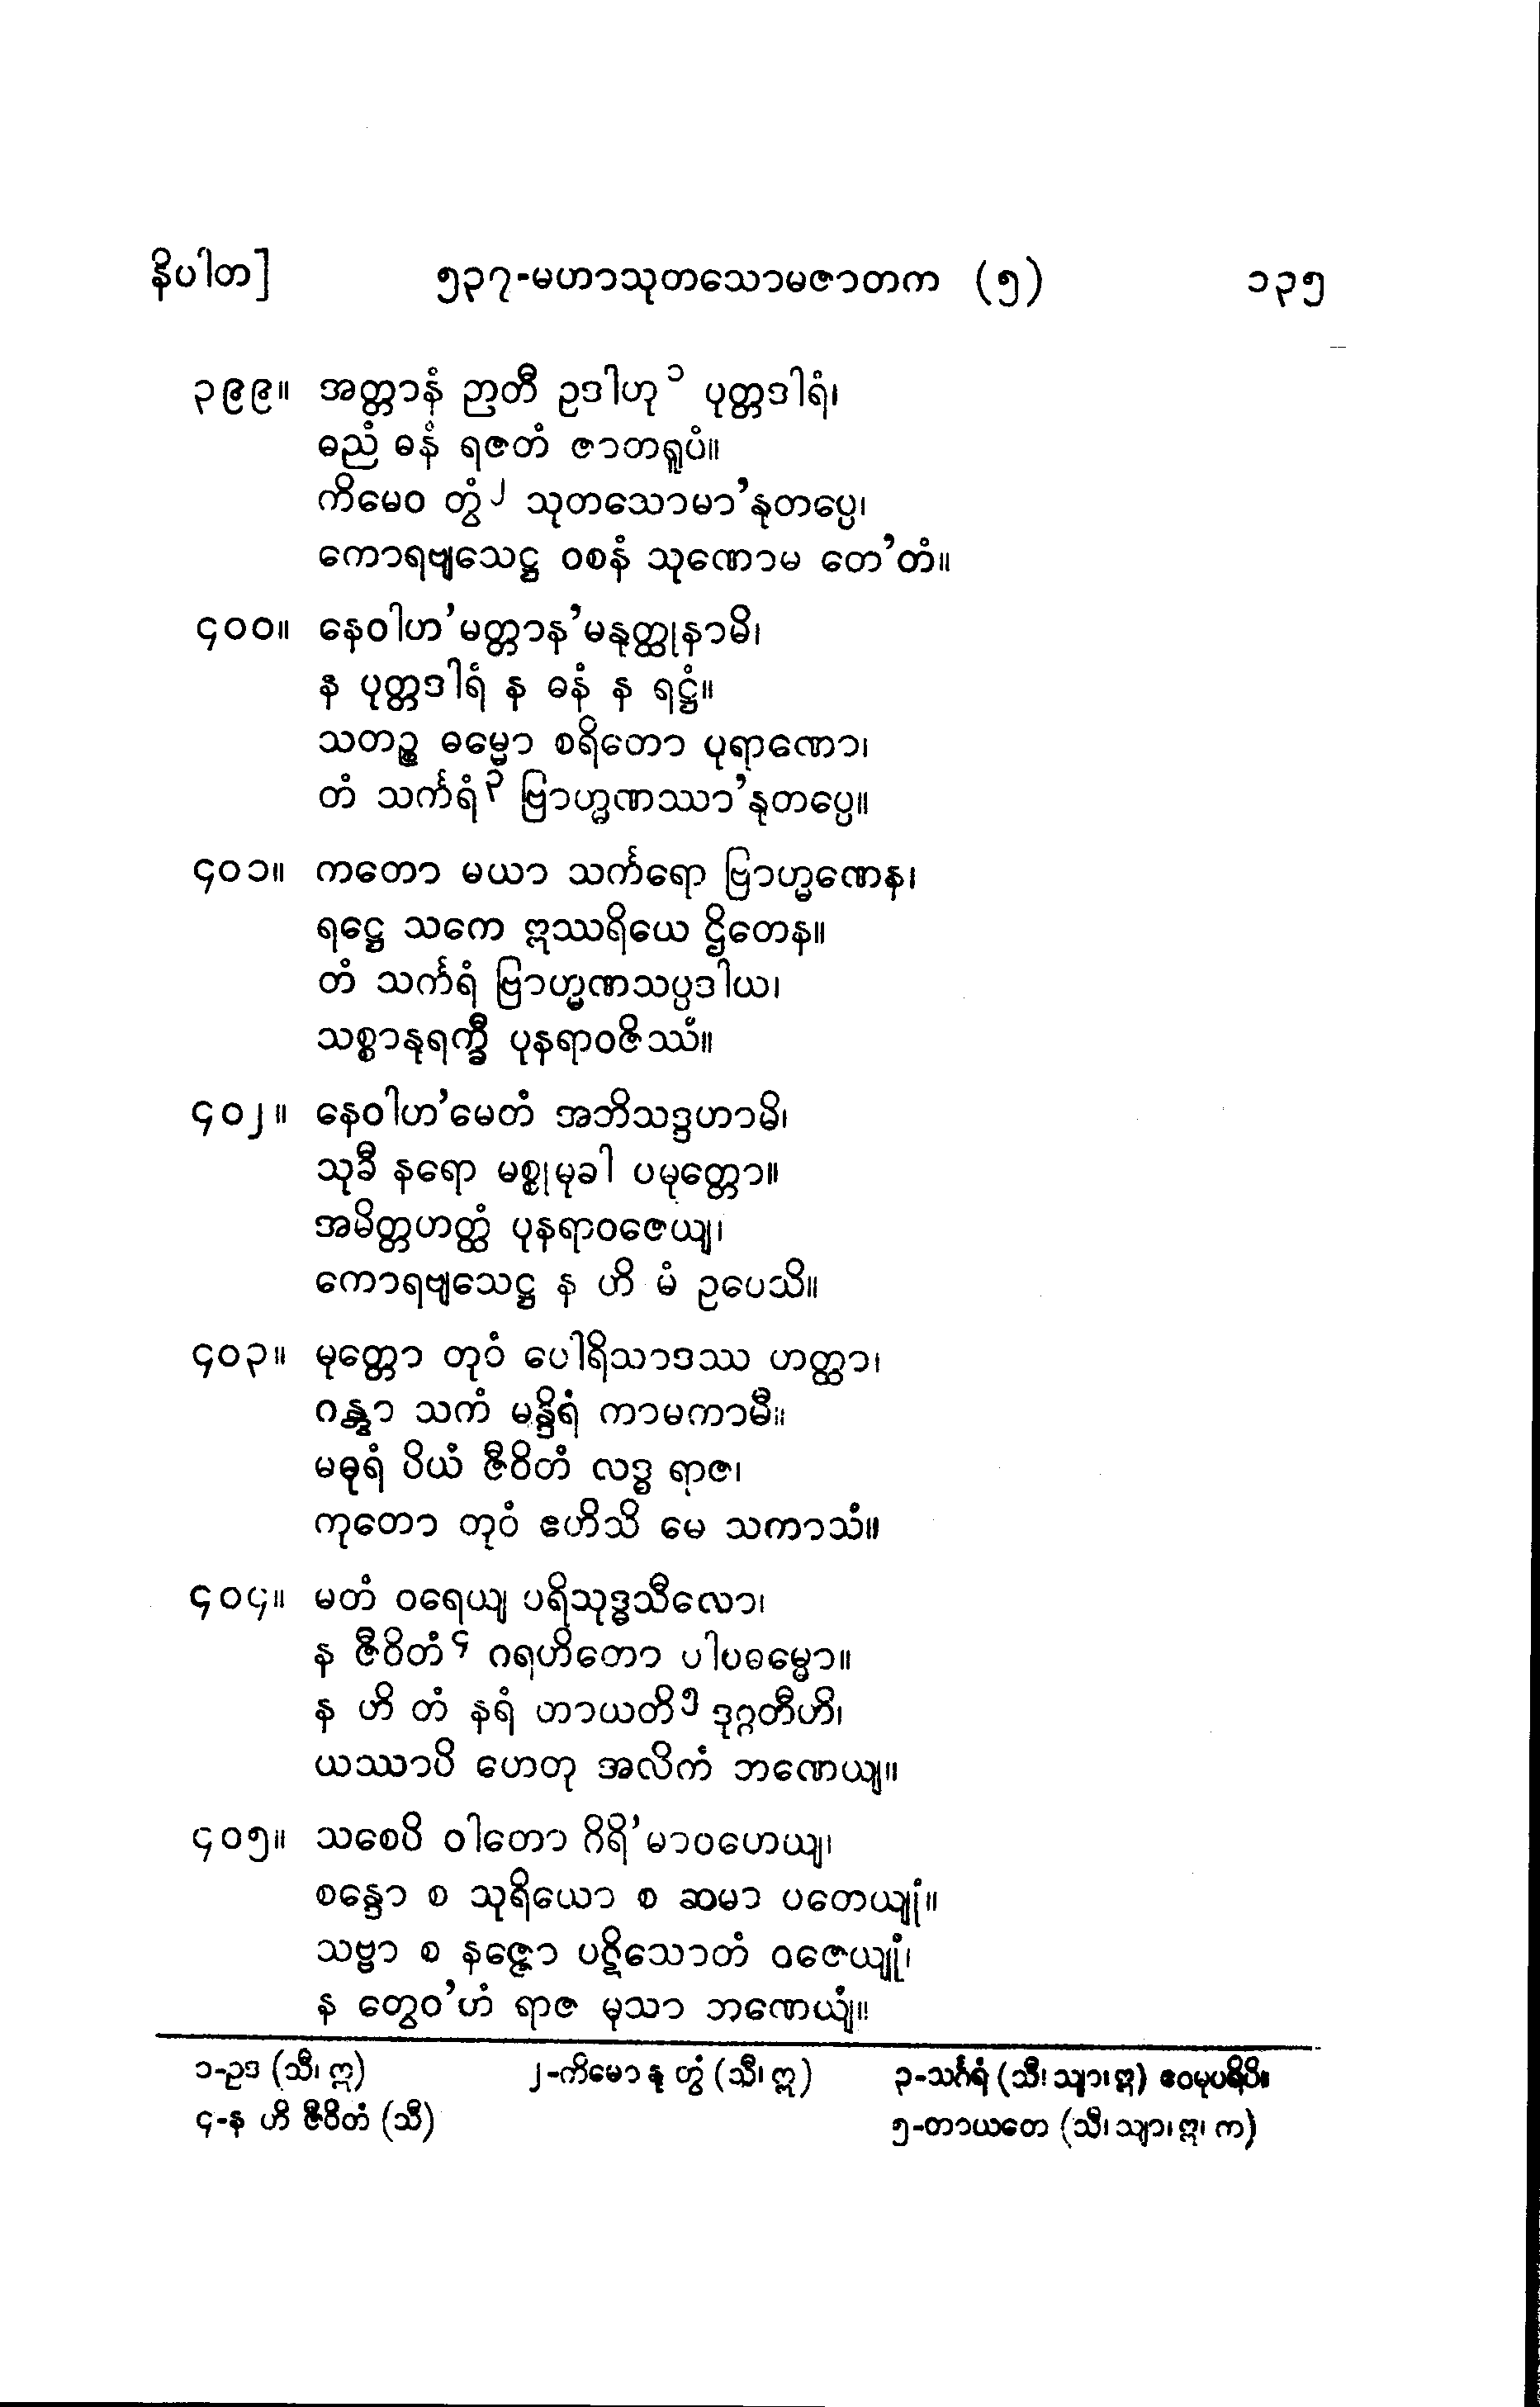 နိပါတ] ၅၃၇-မဟာသုတသောမဇာတက (၅) ၁၃၅
၃၉၉။ အတ္တာနံ ဉာတီ ဥဒါဟု၁ ပုတ္တဒါရံ၊
ဓညံ ဓနံ ရဇတံ ဇာတရူပံ။
ကိမေဝ တွံ၂ သုတသောမာ’နုတပ္ပေ၊
ကောရဗျသေဋ္ဌ ဝစနံ သုဏောမ တေ’တံ။
၄၀၀။ နေဝါဟ’မတ္တာန’မနုတ္ထုနာမိ၊
န ပုတ္တဒါရံ န ဓနံ န ရဋ္ဌံ။
သတဉ္စ ဓမ္မော စရိတော ပုရာဏော၊
တံ သင်္ကရံ၃ ဗြာဟ္မဏဿာ’နုတပ္ပေ။
၄၀၁။ ကတော မယာ သင်္ကရော ဗြာဟ္မဏေန၊
ရဋ္ဌေ သကေ ဣဿရိယေ ဌိတေန။
တံ သင်္ကရံ ဗြာဟ္မဏသပ္ပဒါယ၊
သစ္စာနုရက္ခီ ပုနရာဝဇိဿံ။
၄၀၂။ နေဝါဟ’မေတံ အဘိသဒ္ဒဟာမိ၊
သုခီ နရော မစ္စုမုခါ ပမုတ္တော။
အမိတ္တဟတ္ထံ ပုနရာဝဇေယျ၊
ကောရဗျသေဋ္ဌ န ဟိ မံ ဥပေသိ။
၄၀၃။ မုတ္တော တုဝံ ပေါရိသာဒဿ ဟတ္ထာ၊
ဂန္တွာ သကံ မန္ဒိရံ ကာမကာမီ။
မဓုရံ ပိယံ ဇီဝိတံ လဒ္ဓ ရာဇ၊
ကုတော တုဝံ ဧဟိသိ မေ သကာသံ။
၄၀၄။ မတံ ဝရေယျ ပရိသုဒ္ဓသီလော၊
န ဇီဝိတံ၄ ဂရဟိတော ပါပဓမ္မော။
န ဟိ တံ နရံ ဟာယတိ၅ ဒုဂ္ဂတီဟိ၊
ယဿာပိ ဟေတု အလိကံ ဘဏေယျ။
၄၀၅။ သစေပိ ဝါတော ဂိရိ’မာဝဟေယျ၊
စန္ဒော စ သုရိယော စ ဆမာ ပတေယျုံ။
သဗ္ဗာ စ နဇ္ဇော ပဋိသောတံ ဝဇေယျုံ၊
န တွေဝ’ဟံ ရာဇ မုသာ ဘဏေယျံ။
၁-ဥဒ (သီ၊ ဣ) ၂-ကိမော နု တွံ (သီ၊ ဣ) ၃-သင်္ဂရံ (သီ၊ သျာ၊ ဣ) ဧဝမုပရိပိ။
၄-န ဟိ ဇီဝိတံ (သီ) ၅-တာယတေ (သီ၊ သျာ၊ ဣ၊ က)